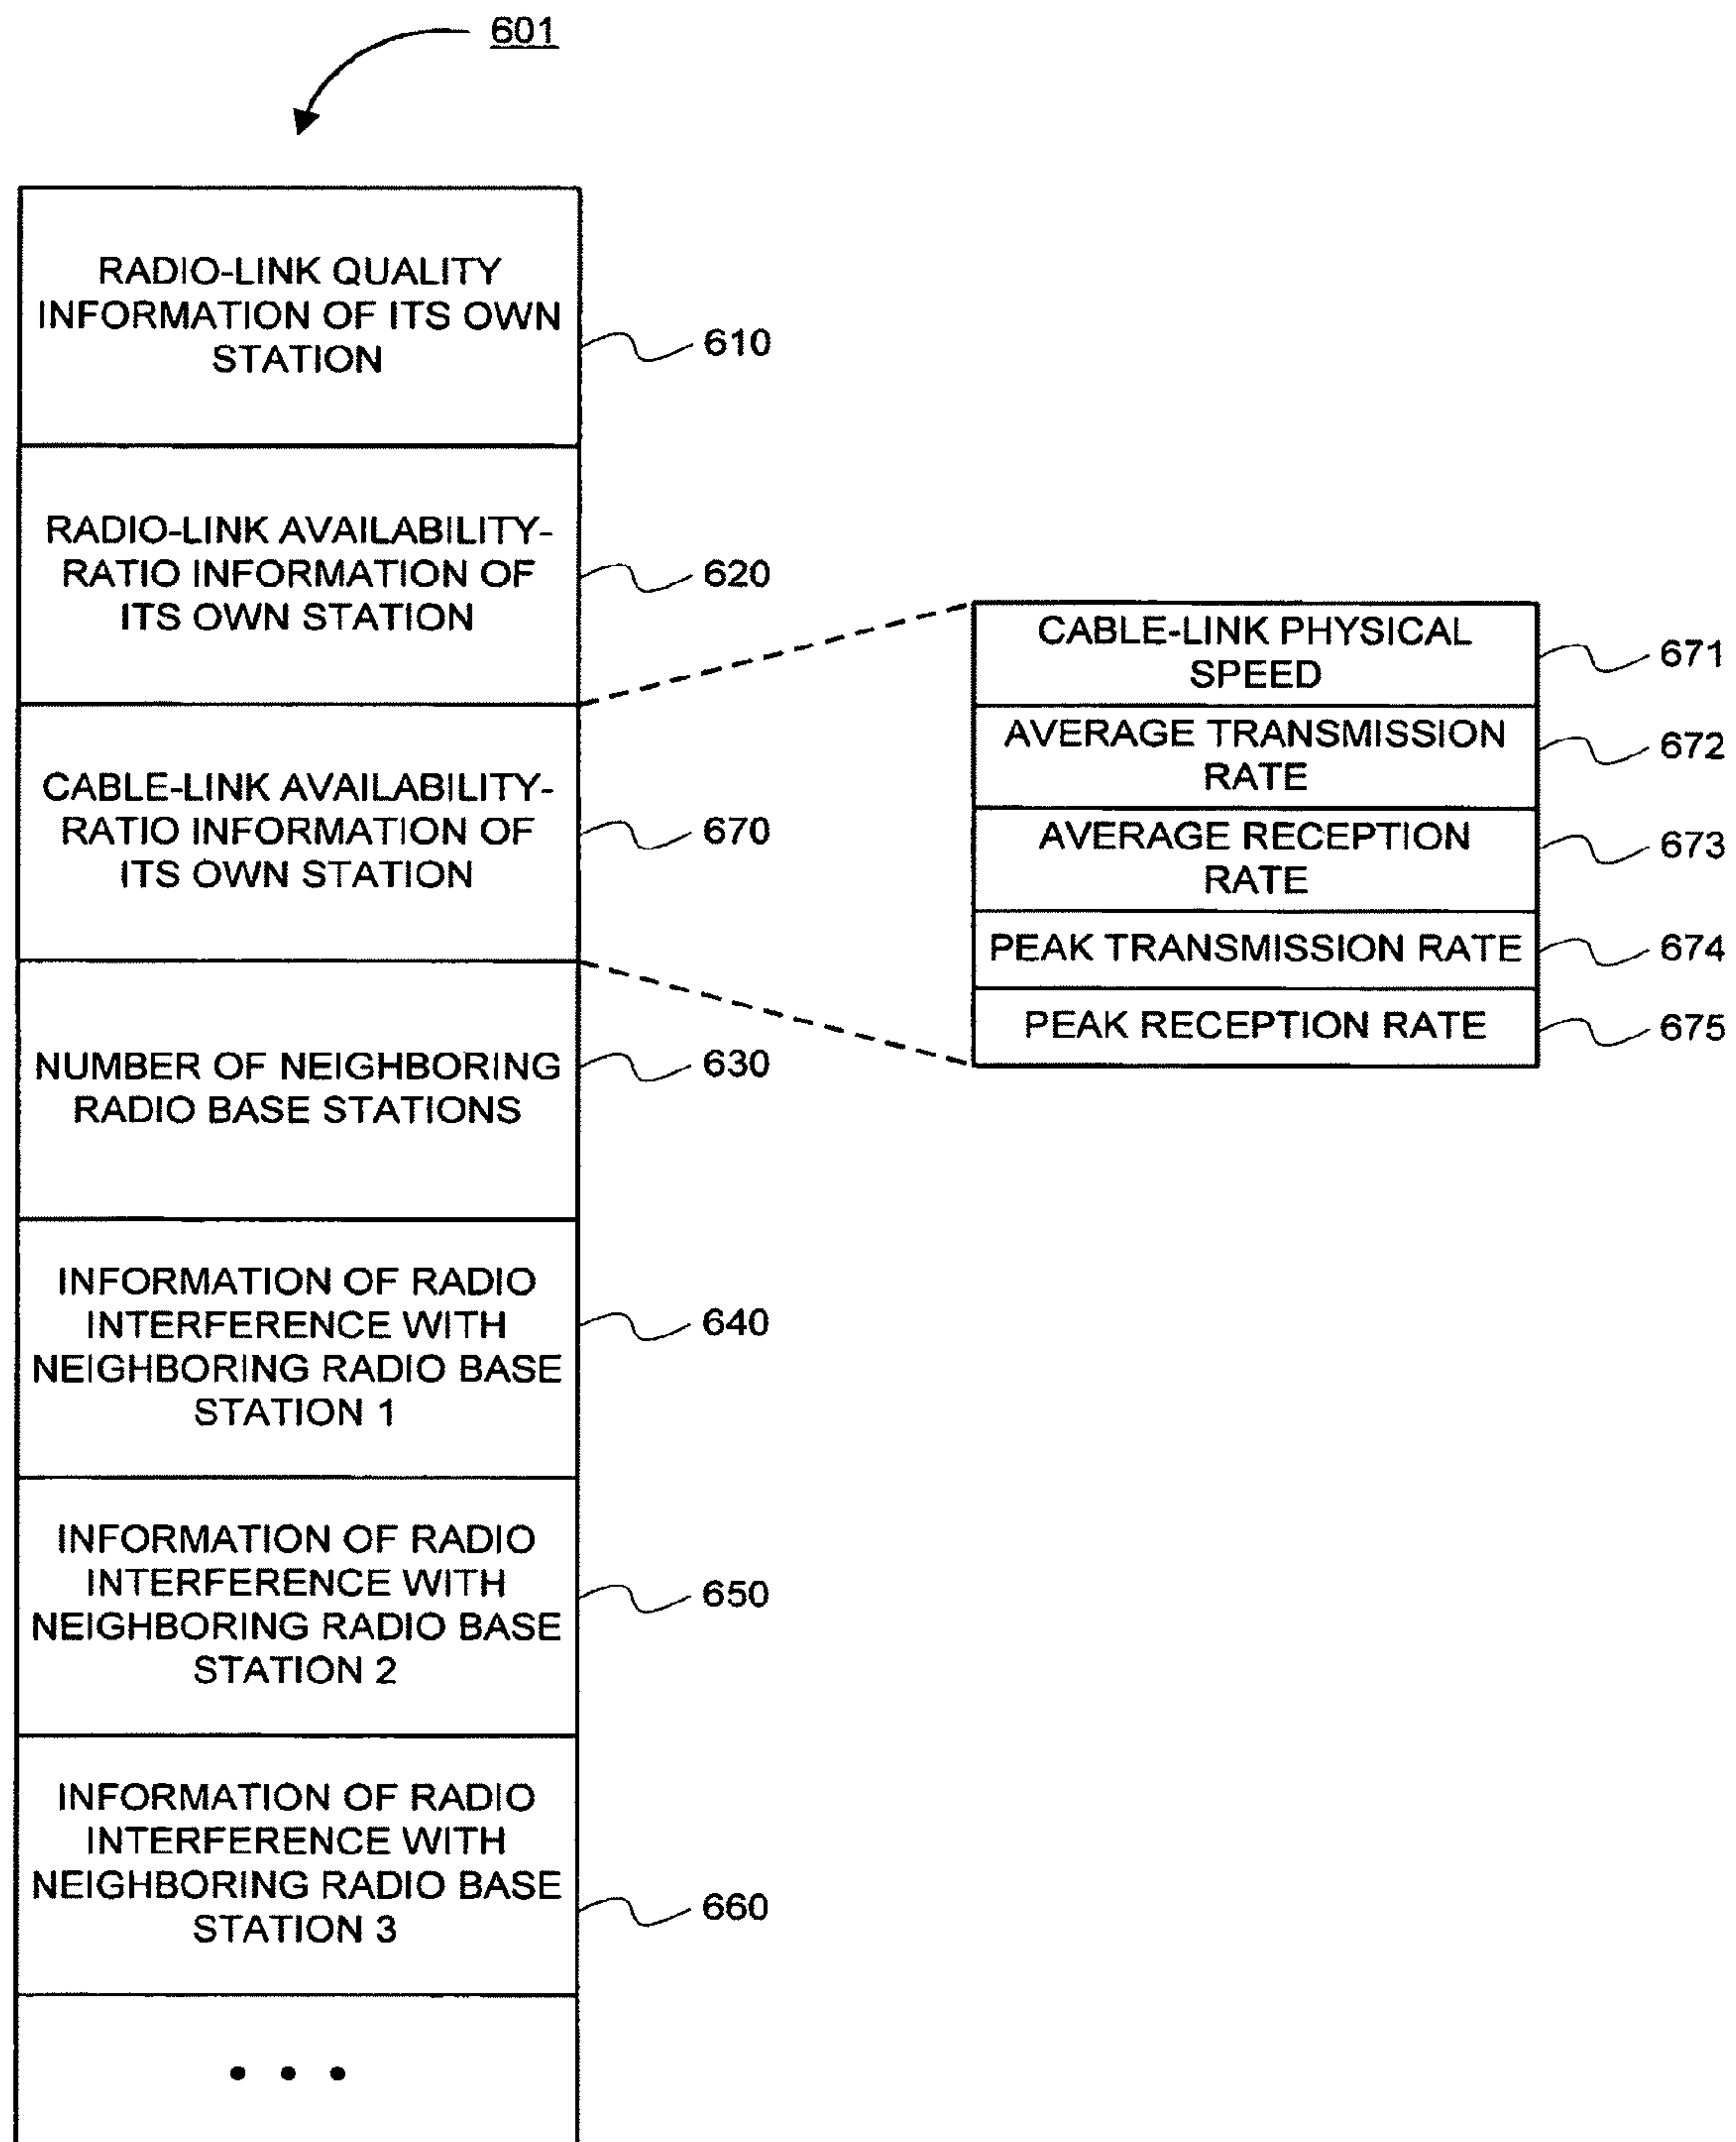 601
RADIO-LINK QUALITY
INFORMATION OF ITS OWN
STATION
610
RADIO-LINK AVAILABILITY-
RATIO INFORMATION OF
ITS OWN STATION
620
CABLE-LINK AVAILABILITY-
RATIO INFORMATION OF
ITS OWN STATION
670
CABLE-LINK PHYSICAL
SPEED
671
AVERAGE TRANSMISSION
RATE
672
AVERAGE RECEPTION
RATE
673
PEAK TRANSMISSION RATE
674
PEAK RECEPTION RATE
675
NUMBER OF NEIGHBORING
RADIO BASE STATIONS
630
INFORMATION OF RADIO
INTERFERENCE WITH
NEIGHBORING RADIO BASE
STATION 1
640
INFORMATION OF RADIO
INTERFERENCE WITH
NEIGHBORING RADIO BASE
STATION 2
650
INFORMATION OF RADIO
INTERFERENCE WITH
NEIGHBORING RADIO BASE
STATION 3
660
• • •